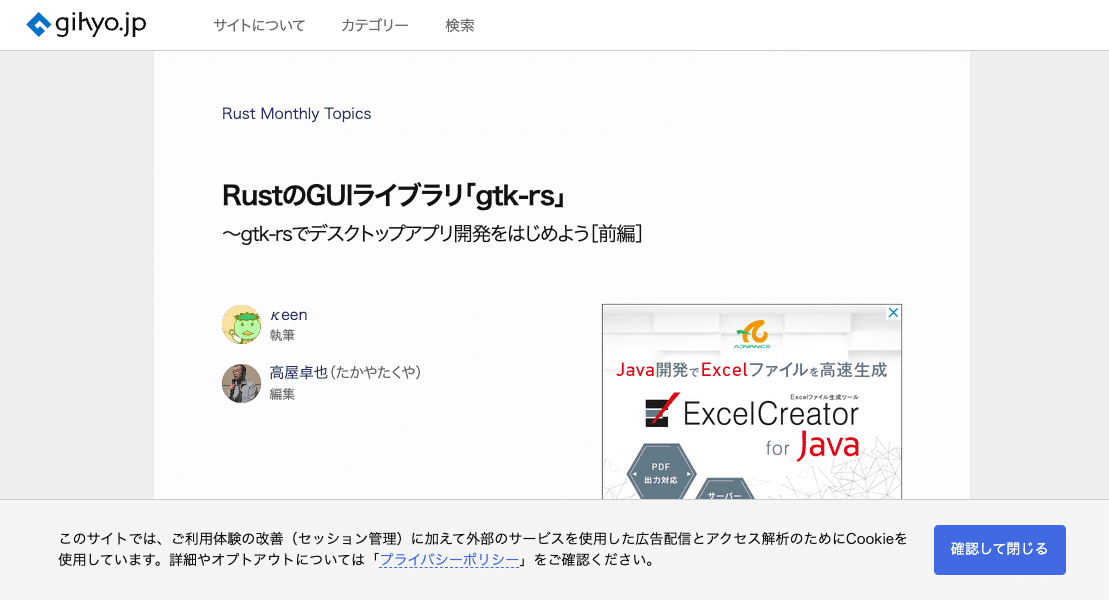 gihyo.jp
サイトについて
カテゴリー
検索
Rust Monthly Topics
RustのGUIライブラリ「gtk-rs」
～gtk-rsでデスクトップアプリ開発をはじめよう[前編]
κeen
執筆
高屋卓也(たかやたくや)
編集
ADVANCE
Java開発でExcelファイルを高速生成
Excelファイル生成ツール
ExcelCreator
for Java
PDF
出力対応
サーバー
このサイトでは、ご利用体験の改善（セッション管理）に加えて外部のサービスを使用した広告配信とアクセス解析のためにCookieを
使用しています。詳細やオプトアウトについては「プライバシーポリシー」をご確認ください。
確認して閉じる